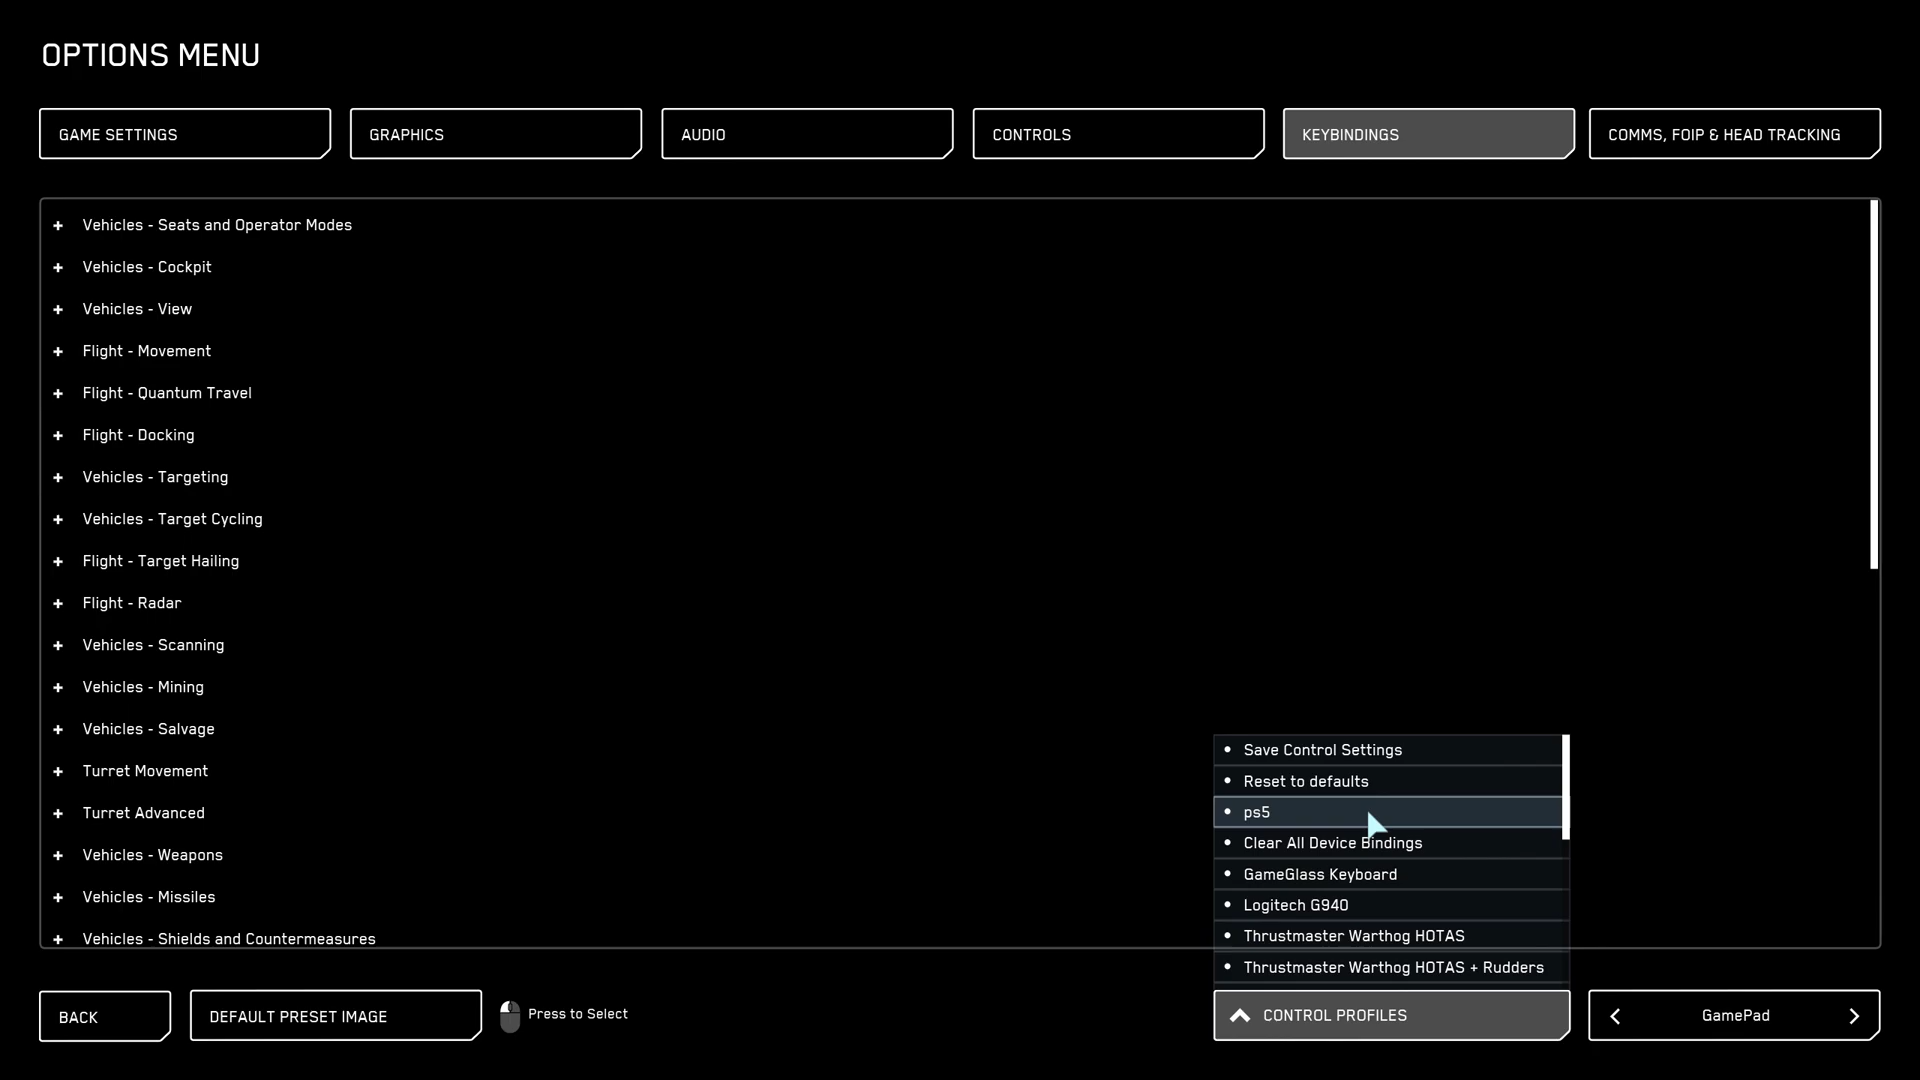 OPTIONS MENU
GAME SETTINGS
GRAPHICS
AUDIO
CONTROLS
KEYBINDINGS
COMMS, FOIP & HEAD TRACKING
+ Vehicles - Seats and Operator Modes
+ Vehicles - Cockpit
+ Vehicles - View
+ Flight - Movement
+ Flight - Quantum Travel
+ Flight - Docking
+ Vehicles - Targeting
+ Vehicles - Target Cycling
+ Flight - Target Hailing
+ Flight - Radar
+ Vehicles - Scanning
+ Vehicles - Mining
+ Vehicles - Salvage
+ Turret Movement
+ Turret Advanced
+ Vehicles - Weapons
+ Vehicles - Missiles
+ Vehicles - Shields and Countermeasures
• Save Control Settings
• Reset to defaults
• ps5
• Clear All Device Bindings
• GameGlass Keyboard
• Logitech G940
• Thrustmaster Warthog HOTAS
• Thrustmaster Warthog HOTAS + Rudders
BACK
DEFAULT PRESET IMAGE
Press to Select
CONTROL PROFILES
GamePad